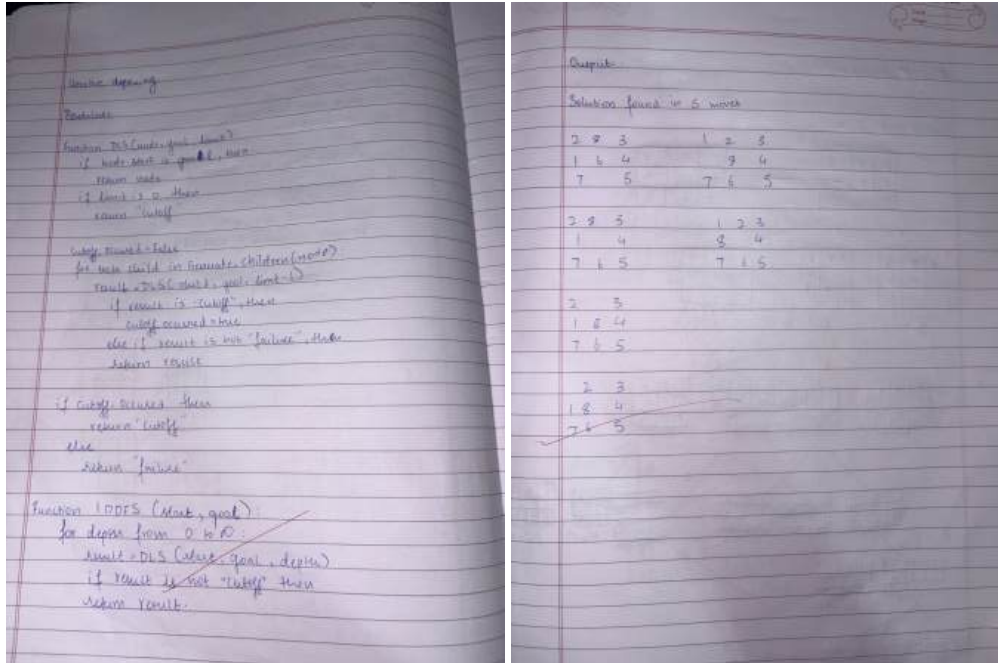 Iterative deepening
Pseudocode
Function DLS (node, goal, limit)
if node state is goal, then
return node
if limit is 0 then
return "cutoff"
cutoff_occured = False
for each child in Generate_children(node)
result = DLS (child, goal, limit-1)
if result is "cutoff", then
cutoff occured = true
else if result is not "failure", then
return result
if cutoff occured then
return "cutoff"
else
return "failure"
Function IDDFS (start, goal):
for depth from 0 to ∞:
result = DLS (start, goal, depth)
if result is not "cutoff" then
return result.
Output
Solution found in 5 moves
2 8 3
1 6 4
7 5
2 8 3
1 4
7 6 5
2 3
1 8 4
7 6 5
2 3
1 8 4
7 6 5
1 2 3
8 4
7 6 5
1 2 3
8 4
7 6 5